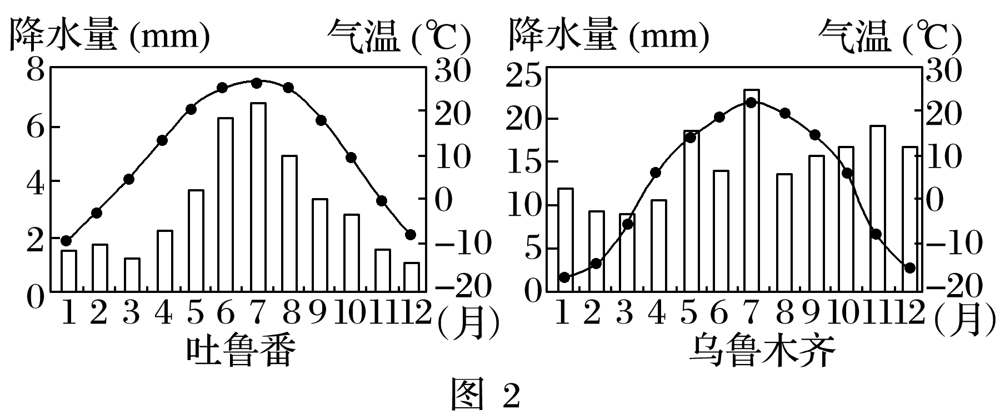 降水量 (mm) 气温 (℃) 降水量 (mm) 气温 (℃)
8 30 25 30
6 20 20 20
4 10 15 10
2 0 10 0
0 −10 5 −10
−20 0 −20
1 2 3 4 5 6 7 8 9 10 11 12 (月) 1 2 3 4 5 6 7 8 9 10 11 12 (月)
吐鲁番 乌鲁木齐
图 2